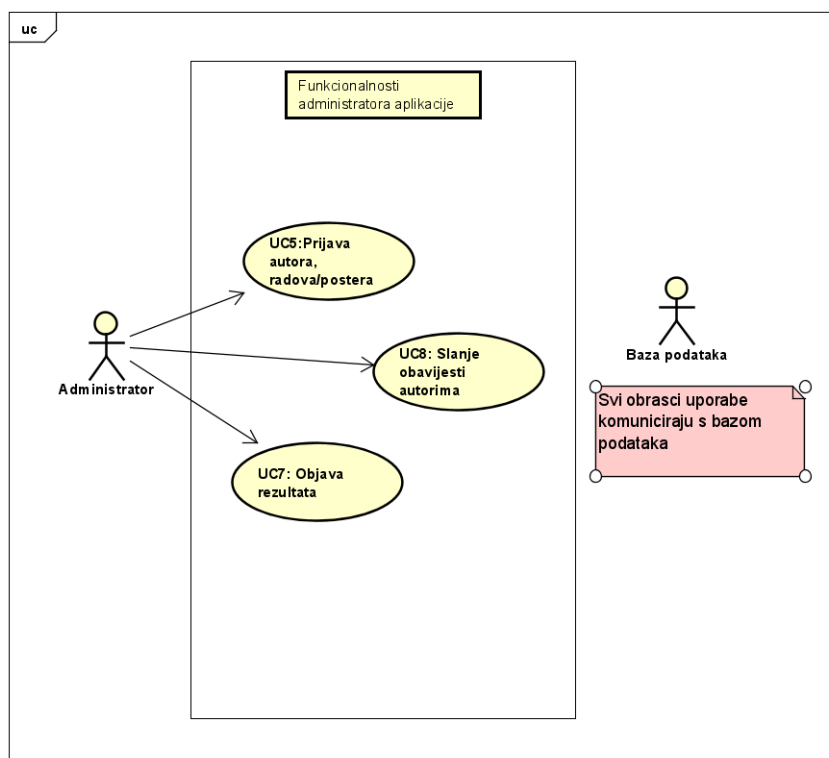 uc
Funkcionalnosti
administratora aplikacije
UC5:Prijava
autora,
radova/postera
UC8: Slanje
obavijesti
autorima
UC7: Objava
rezultata
Administrator
Baza podataka
Svi obrasci uporabe
komuniciraju s bazom
podataka